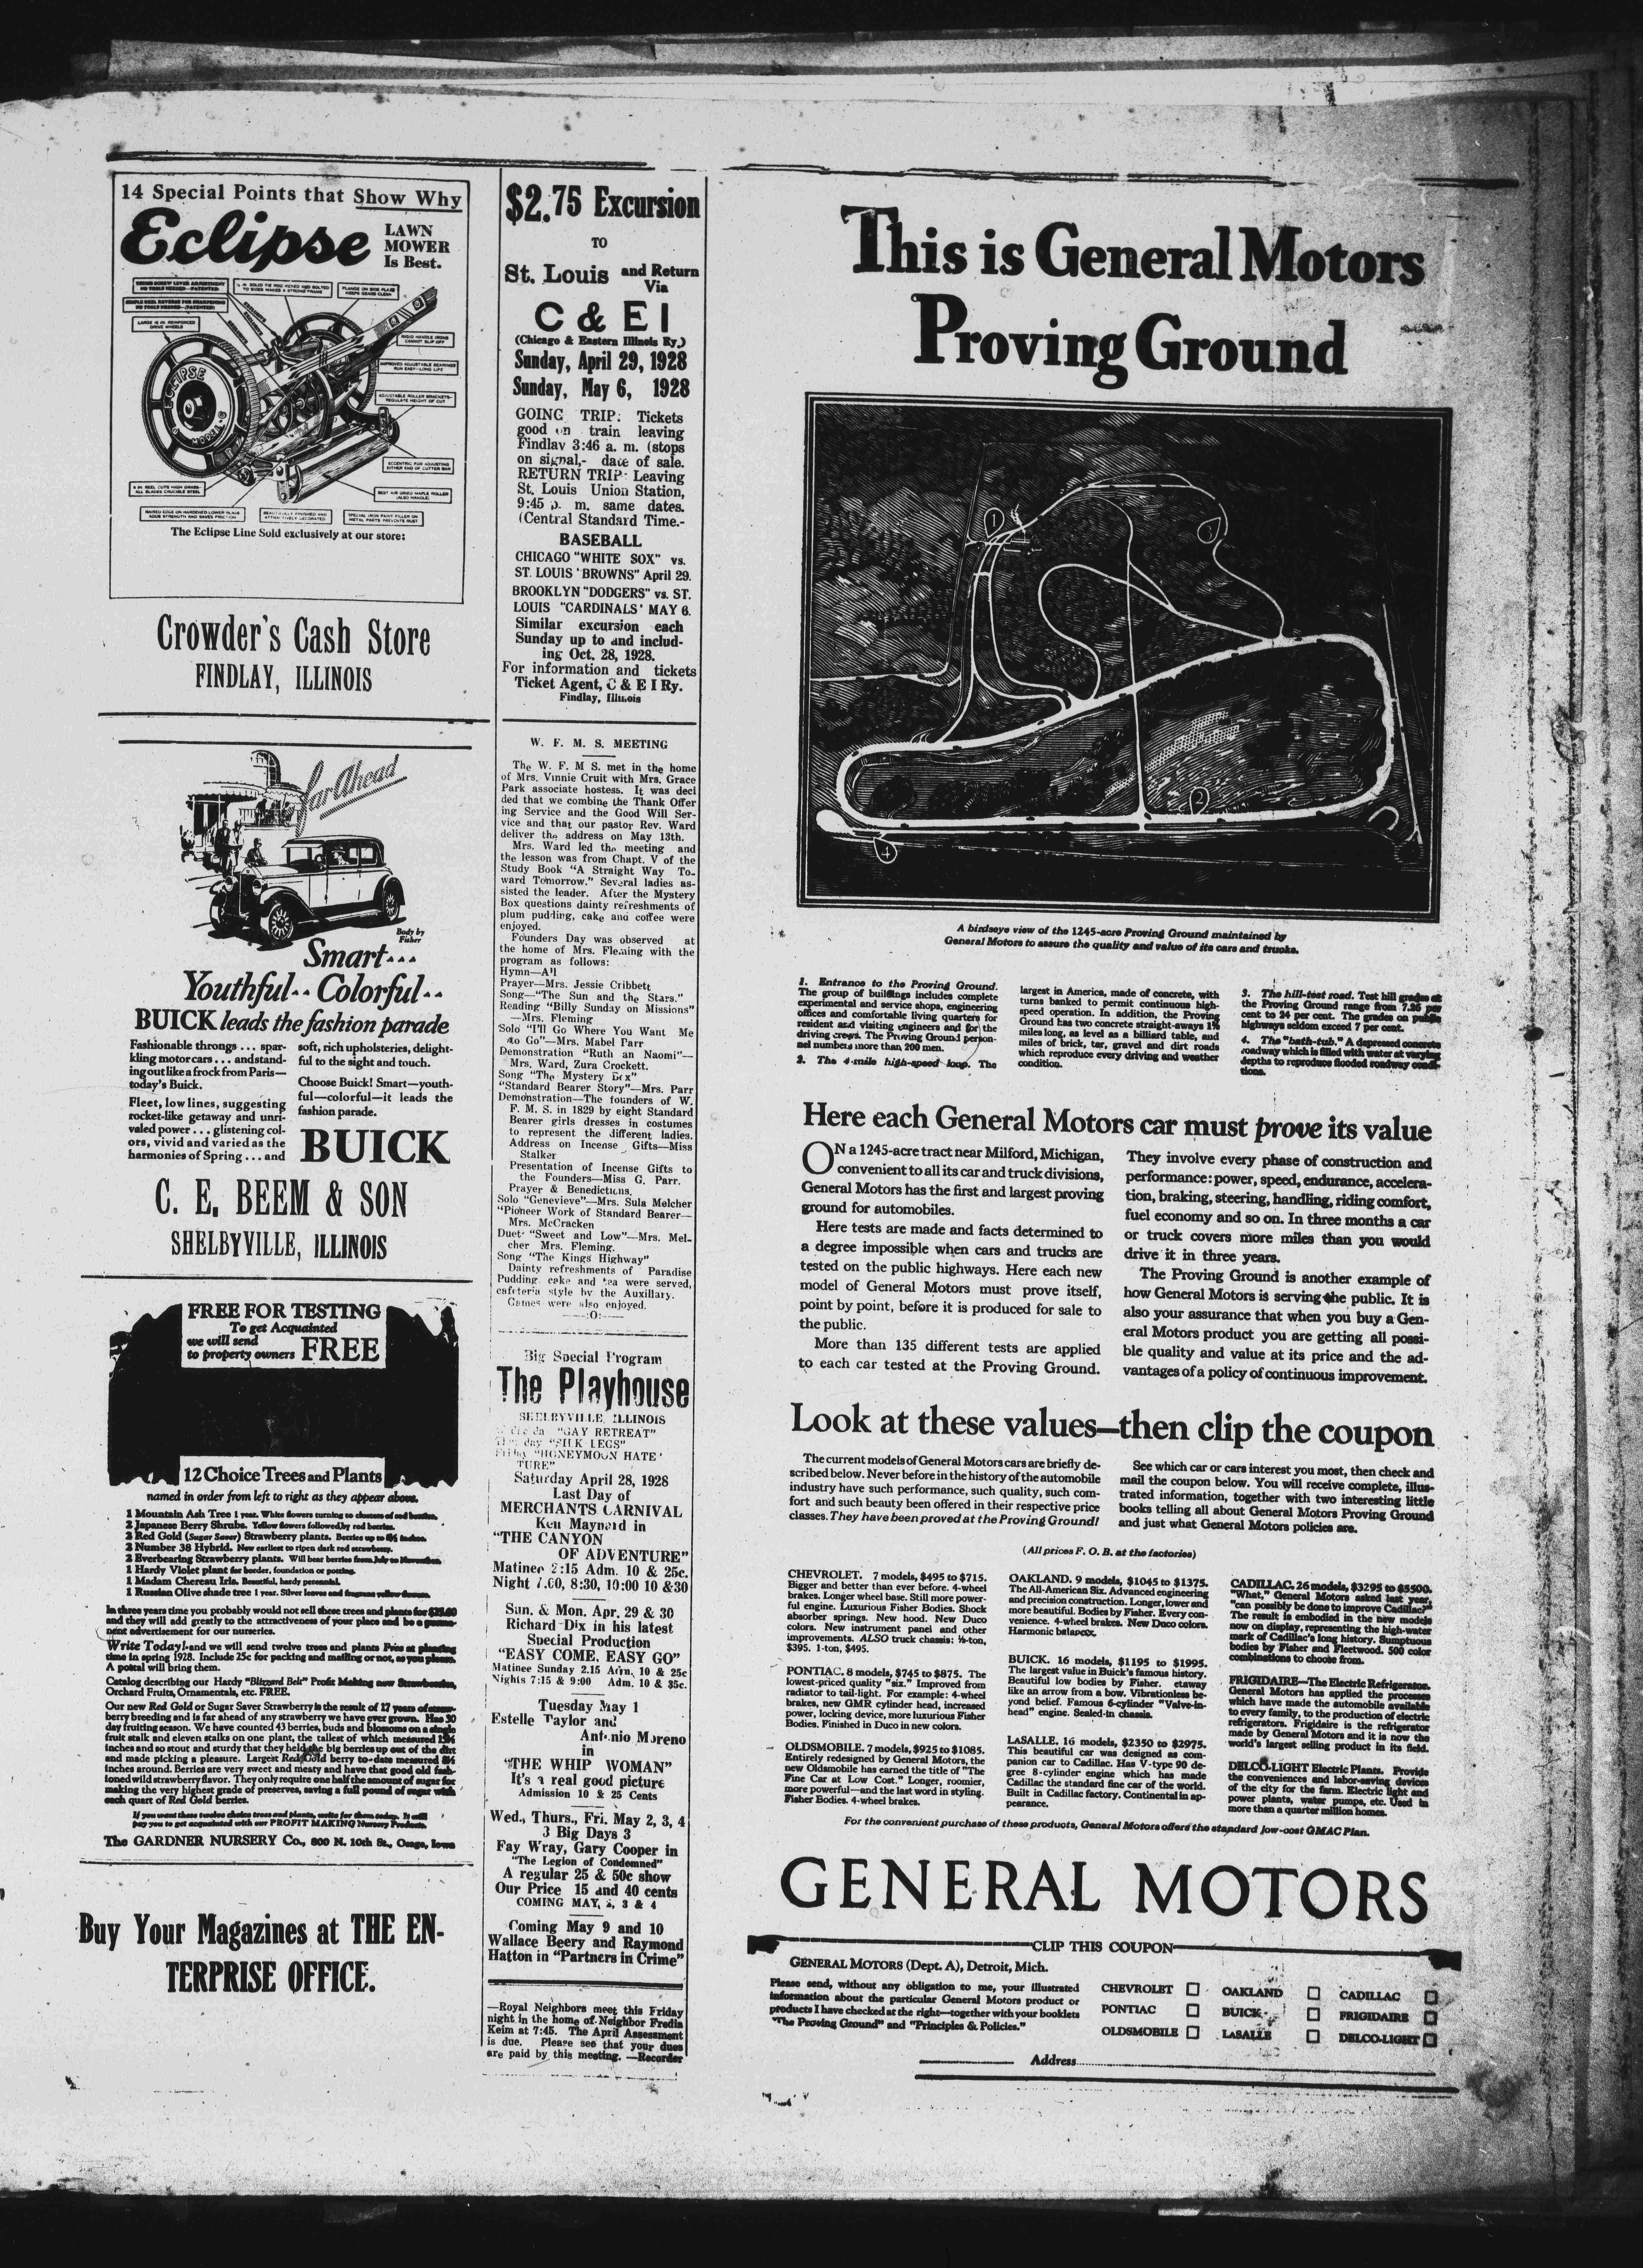 14 Special Points that Show Why
Eclipse
LAWN
MOWER
Is Best.
LARGE
DRIVE WHEELS
ECLIPSE
MODEL
The Eclipse Line Sold exclusively at our store:
Crowder's Cash Store
FINDLAY, ILLINOIS
Far Ahead
Body by
Fisher
Smart...
Youthful.. Colorful..
BUICK leads the fashion parade
Fashionable throngs ... spar-
kling motor cars ... and stand-
ing out like a frock from Paris—
today's Buick.
Fleet, low lines, suggesting
rocket-like getaway and unri-
valed power ... glistening col-
ors, vivid and varied as the
harmonies of Spring ... and
soft, rich upholsteries, delight-
ful to the sight and touch.
Choose Buick! Smart—youth-
ful—colorful—it leads the
fashion parade.
BUICK
C. E. BEEM & SON
SHELBYVILLE, ILLINOIS
FREE FOR TESTING
To get Acquainted
we will send
to property owners FREE
12 Choice Trees and Plants
named in order from left to right as they appear above.
1 Mountain Ash Tree 1 year. White flowers turning to clusters of red berries.
2 Japanese Berry Shrubs. Yellow flowers followed by red berries.
2 Red Gold (Sugar Saver) Strawberry plants. Berries up to inches.
2 Number 38 Hybrid. New earliest to ripen dark red strawberry.
2 Everbearing Strawberry plants. Will bear berries from July to November.
1 Hardy Violet plant for border, foundation or potting.
1 Madam Chereau Iris. Beautiful, hardy perennial.
1 Russian Olive shade tree 1 year. Silver leaves and fragrant yellow flowers.
In three years time you probably would not sell these trees and plants for $25.00
and they will add greatly to the attractiveness of your place and be a perma-
nent advertisement for our nurseries.
Write Today!-and we will send twelve trees and plants Free at planting
time in spring 1928. Include 25c for packing and mailing or not, as you please.
A postal will bring them.
Catalog describing our Hardy "Blizzard Belt" Profit Making new Strawberries,
Orchard Fruits, Ornamentals, etc. FREE.
Our new Red Gold or Sugar Saver Strawberry is the result of 17 years of straw-
berry breeding and is far ahead of any strawberry we have ever grown. Has 30
day fruiting season. We have counted 43 berries, buds and blossoms on a single
fruit stalk and eleven stalks on one plant, the tallest of which measured
inches and so stout and sturdy that they held the big berries up out of the dirt
and made picking a pleasure. Largest Red Gold berry to-date measured
inches around. Berries are very sweet and meaty and have that good old fash-
ioned wild strawberry flavor. They only require one half the amount of sugar for
making the very highest grade of preserves, saving a full pound of sugar with
each quart of Red Gold berries.
If you want these twelve choice trees and plants, write for them today. It will
pay you to get acquainted with our PROFIT MAKING Nursery Products.
The GARDNER NURSERY Co., 800 N. 10th St., Osage, Iowa
Buy Your Magazines at THE EN-
TERPRISE OFFICE.
$2.75 Excursion
TO
St. Louis and Return
Via
C & E I
(Chicago & Eastern Illinois Ry.)
Sunday, April 29, 1928
Sunday, May 6, 1928
GOING TRIP: Tickets
good on train leaving
Findlay 3:46 a. m. (stops
on signal,- date of sale.
RETURN TRIP- Leaving
St. Louis Union Station,
9:45 p. m. same dates.
(Central Standard Time.-
BASEBALL
CHICAGO "WHITE SOX" vs.
ST. LOUIS 'BROWNS" April 29.
BROOKLYN "DODGERS" vs. ST.
LOUIS "CARDINALS' MAY 6.
Similar excursion each
Sunday up to and includ-
ing Oct. 28, 1928.
For information and tickets
Ticket Agent, C & E I Ry.
Findlay, Illinois
W. F. M. S. MEETING
The W. F. M S. met in the home
of Mrs. Vinnie Cruit with Mrs. Grace
Park associate hostess. It was deci
ded that we combine the Thank Offer
ing Service and the Good Will Ser-
vice and that our pastor Rev. Ward
deliver the address on May 13th.
Mrs. Ward led the meeting and
the lesson was from Chapt. V of the
Study Book "A Straight Way To-
ward Tomorrow." Several ladies as-
sisted the leader. After the Mystery
Box questions dainty refreshments of
plum pudding, cake and coffee were
enjoyed.
Founders Day was observed at
the home of Mrs. Fleming with the
program as follows:
Hymn—All
Prayer—Mrs. Jessie Cribbett
Song—"The Sun and the Stars."
Reading "Billy Sunday on Missions"
—Mrs. Fleming
Solo "I'll Go Where You Want Me
to Go"—Mrs. Mabel Parr
Demonstration "Ruth an Naomi"—
Mrs. Ward, Zura Crockett.
Song "The Mystery Box"
"Standard Bearer Story"—Mrs. Parr
Demonstration—The founders of W.
F. M. S. in 1829 by eight Standard
Bearer girls dresses in costumes
to represent the different ladies.
Address on Incense Gifts—Miss
Stalker
Presentation of Incense Gifts to
the Founders—Miss G. Parr.
Prayer & Benedictions.
Solo "Genevieve"—Mrs. Sula Melcher
"Pioneer Work of Standard Bearer—
Mrs. McCracken
Duet- "Sweet and Low"—Mrs. Mel-
cher Mrs. Fleming.
Song "The Kings Highway"
Dainty refreshments of Paradise
Pudding, cake and tea were served,
cafeteria style by the Auxillary.
Games were also enjoyed.
——:O:——
Big Special Program
The Playhouse
SHELBYVILLE, ILLINOIS
"GAY RETREAT"
"SILK LEGS"
"HONEYMOON HATE'
TURE"
Saturday April 28, 1928
Last Day of
MERCHANTS CARNIVAL
Ken Maynard in
"THE CANYON
OF ADVENTURE"
Matinee 2:15 Adm. 10 & 25c.
Night 7.00, 8:30, 10:00 10 &30
Sun. & Mon. Apr. 29 & 30
Richard Dix in his latest
Special Production
"EASY COME, EASY GO"
Matinee Sunday 2.15 Adm. 10 & 25c
Nights 7:15 & 9:00 Adm. 10 & 35c.
Tuesday May 1
Estelle Taylor and
Antonio Moreno
in
"THE WHIP WOMAN"
It's a real good picture
Admission 10 & 25 Cents
Wed., Thurs., Fri. May 2, 3, 4
3 Big Days 3
Fay Wray, Gary Cooper in
"The Legion of Condemned"
A regular 25 & 50c show
Our Price 15 and 40 cents
COMING MAY, 2, 3 & 4
Coming May 9 and 10
Wallace Beery and Raymond
Hatton in "Partners in Crime"
—Royal Neighbors meet this Friday
night in the home of Neighbor Fredia
Keim at 7:45. The April Assessment
is due. Please see that your dues
are paid by this meeting. —Recorder
This is General Motors
Proving Ground
1
3
2
4
A birdseye view of the 1245-acre Proving Ground maintained by
General Motors to assure the quality and value of its cars and trucks.
1. Entrance to the Proving Ground.
The group of buildings includes complete
experimental and service shops, engineering
offices and comfortable living quarters for
resident and visiting engineers and for the
driving crews. The Proving Ground person-
nel numbers more than 200 men.
2. The 4-mile high-speed loop. The
largest in America, made of concrete, with
turns banked to permit continuous high-
speed operation. In addition, the Proving
Ground has two concrete straight-aways 1¼
miles long, as level as a billiard table, and
miles of brick, tar, gravel and dirt roads
which reproduce every driving and weather
condition.
3. The hill-test road. Test hill grades at
the Proving Ground range from 7.26 per
cent to 24 per cent. The grades on public
highways seldom exceed 7 per cent.
4. The "bath-tub." A depressed concrete
roadway which is filled with water at varying
depths to reproduce flooded roadway condi-
tions.
Here each General Motors car must prove its value
ON a 1245-acre tract near Milford, Michigan,
convenient to all its car and truck divisions,
General Motors has the first and largest proving
ground for automobiles.
Here tests are made and facts determined to
a degree impossible when cars and trucks are
tested on the public highways. Here each new
model of General Motors must prove itself,
point by point, before it is produced for sale to
the public.
More than 135 different tests are applied
to each car tested at the Proving Ground.
They involve every phase of construction and
performance: power, speed, endurance, accelera-
tion, braking, steering, handling, riding comfort,
fuel economy and so on. In three months a car
or truck covers more miles than you would
drive it in three years.
The Proving Ground is another example of
how General Motors is serving the public. It is
also your assurance that when you buy a Gen-
eral Motors product you are getting all possi-
ble quality and value at its price and the ad-
vantages of a policy of continuous improvement.
Look at these values—then clip the coupon
The current models of General Motors cars are briefly de-
scribed below. Never before in the history of the automobile
industry have such performance, such quality, such com-
fort and such beauty been offered in their respective price
classes. They have been proved at the Proving Ground!
See which car or cars interest you most, then check and
mail the coupon below. You will receive complete, illus-
trated information, together with two interesting little
books telling all about General Motors Proving Ground
and just what General Motors policies are.
(All prices F. O. B. at the factories)
CHEVROLET. 7 models, $495 to $715.
Bigger and better than ever before. 4-wheel
brakes. Longer wheel base. Still more power-
ful engine. Luxurious Fisher Bodies. Shock
absorber springs. New hood. New Duco
colors. New instrument panel and other
improvements. ALSO truck chassis: ½-ton,
$395. 1-ton, $495.
PONTIAC. 8 models, $745 to $875. The
lowest-priced quality "six." Improved from
radiator to tail-light. For example: 4-wheel
brakes, new GMR cylinder head, increased
power, locking device, more luxurious Fisher
Bodies. Finished in Duco in new colors.
OLDSMOBILE. 7 models, $925 to $1085.
Entirely redesigned by General Motors, the
new Oldsmobile has earned the title of "The
Fine Car at Low Cost." Longer, roomier,
more powerful—and the last word in styling.
Fisher Bodies. 4-wheel brakes.
OAKLAND. 9 models, $1045 to $1375.
The All-American Six. Advanced engineering
and precision construction. Longer, lower and
more beautiful. Bodies by Fisher. Every con-
venience. 4-wheel brakes. New Duco colors.
Harmonic balancer.
BUICK. 16 models, $1195 to $1995.
The largest value in Buick's famous history.
Beautiful low bodies by Fisher. etaway
like an arrow from a bow. Vibrationless be-
yond belief. Famous 6-cylinder "Valve-in-
head" engine. Sealed-in chassis.
LASALLE. 16 models, $2350 to $2975.
This beautiful car was designed as com-
panion car to Cadillac. Has V-type 90 de-
gree 8-cylinder engine which has made
Cadillac the standard fine car of the world.
Built in Cadillac factory. Continental in ap-
pearance.
CADILLAC. 26 models, $3295 to $5500.
"What," General Motors asked last year,
"can possibly be done to improve Cadillac?"
The result is embodied in the new models
now on display, representing the high-water
mark of Cadillac's long history. Sumptuous
bodies by Fisher and Fleetwood. 500 color
combinations to choose from.
FRIGIDAIRE—The Electric Refrigerator.
General Motors has applied the processes
which have made the automobile available
to every family, to the production of electric
refrigerators. Frigidaire is the refrigerator
made by General Motors and it is now the
world's largest selling product in its field.
DELCO-LIGHT Electric Plants. Provide
the conveniences and labor-saving devices
of the city for the farm. Electric light and
power plants, water pumps, etc. Used in
more than a quarter million homes.
For the convenient purchase of these products, General Motors offers the standard low-cost GMAC Plan.
GENERAL MOTORS
CLIP THIS COUPON
GENERAL MOTORS (Dept. A), Detroit, Mich.
Please send, without any obligation to me, your illustrated
information about the particular General Motors product or
products I have checked at the right—together with your booklets
"The Proving Ground" and "Principles & Policies."
CHEVROLET ☐ OAKLAND ☐ CADILLAC ☐
PONTIAC ☐ BUICK ☐ FRIGIDAIRE ☐
OLDSMOBILE ☐ LASALLE ☐ DELCO-LIGHT ☐
Address